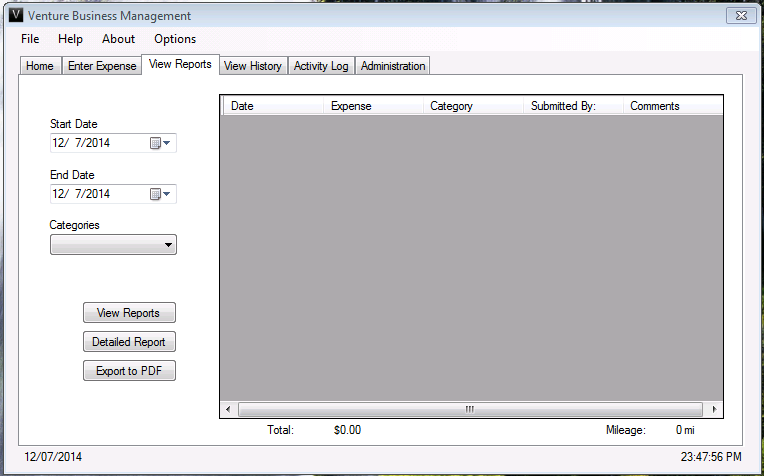 V Venture Business Management
File Help About Options
Home Enter Expense View Reports View History Activity Log Administration
Date Expense Category Submitted By: Comments
Start Date
12/ 7/2014
End Date
12/ 7/2014
Categories
View Reports
Detailed Report
Export to PDF
Total: $0.00 Mileage: 0 mi
12/07/2014 23:47:56 PM